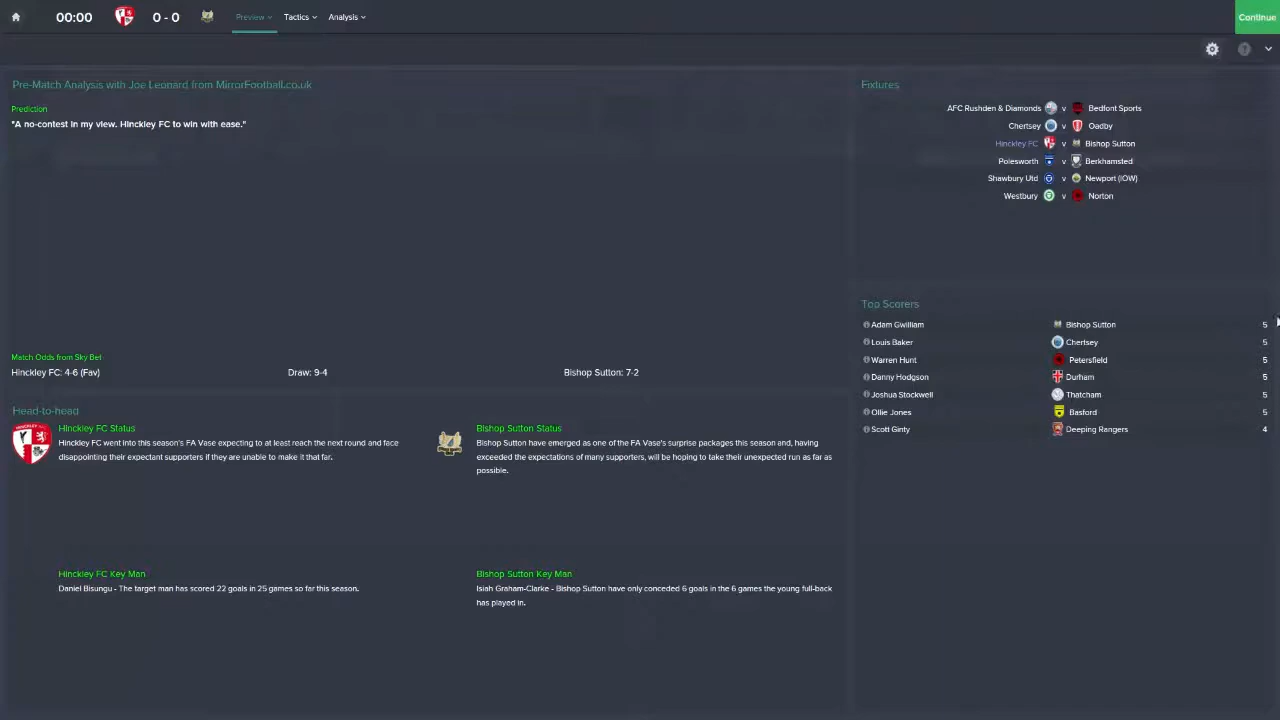 00:00
0 - 0
Preview
Tactics
Analysis
Continue
Pre-Match Analysis with Joe Leonard from MirrorFootball.co.uk
Prediction
"A no-contest in my view. Hinckley FC to win with ease."
Match Odds from Sky Bet
Hinckley FC: 4-6 (Fav)
Draw: 9-4
Bishop Sutton: 7-2
Head-to-head
Hinckley FC Status
Hinckley FC went into this season's FA Vase expecting to at least reach the next round and face
disappointing their expectant supporters if they are unable to make it that far.
Bishop Sutton Status
Bishop Sutton have emerged as one of the FA Vase's surprise packages this season and, having
exceeded the expectations of many supporters, will be hoping to take their unexpected run as far as
possible.
Hinckley FC Key Man
Daniel Bisungu - The target man has scored 22 goals in 25 games so far this season.
Bishop Sutton Key Man
Isiah Graham-Clarke - Bishop Sutton have only conceded 6 goals in the 6 games the young full-back
has played in.
Fixtures
AFC Rushden & Diamonds v Bedfont Sports
Chertsey v Oadby
Hinckley FC v Bishop Sutton
Polesworth v Berkhamsted
Shawbury Utd v Newport (IOW)
Westbury v Norton
Top Scorers
Adam Gwilliam Bishop Sutton 5
Louis Baker Chertsey 5
Warren Hunt Petersfield 5
Danny Hodgson Durham 5
Joshua Stockwell Thatcham 5
Ollie Jones Basford 5
Scott Ginty Deeping Rangers 4